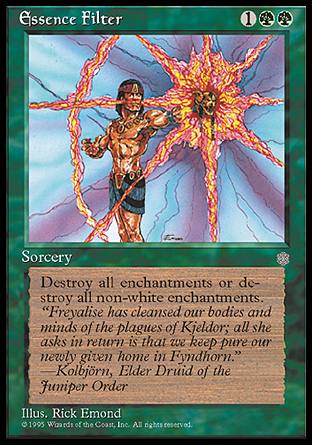 Essence Filter 1
Sorcery
Destroy all enchantments or de-
stroy all non-white enchantments.
"Freyalise has cleansed our bodies and
minds of the plagues of Kjeldor; all she
asks in return is that we keep pure our
newly given home in Fyndhorn."
—Kolbjörn, Elder Druid of the
Juniper Order
Illus. Rick Emond
©1995 Wizards of the Coast, Inc. All rights reserved.